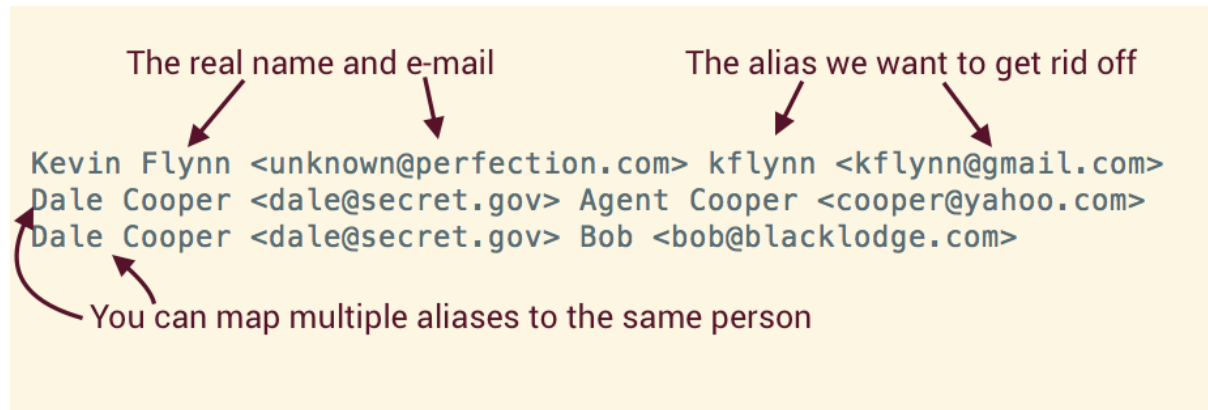 The real name and e-mail
The alias we want to get rid off
Kevin Flynn <unknown@perfection.com> kflynn <kflynn@gmail.com>
Dale Cooper <dale@secret.gov> Agent Cooper <cooper@yahoo.com>
Dale Cooper <dale@secret.gov> Bob <bob@blacklodge.com>
You can map multiple aliases to the same person